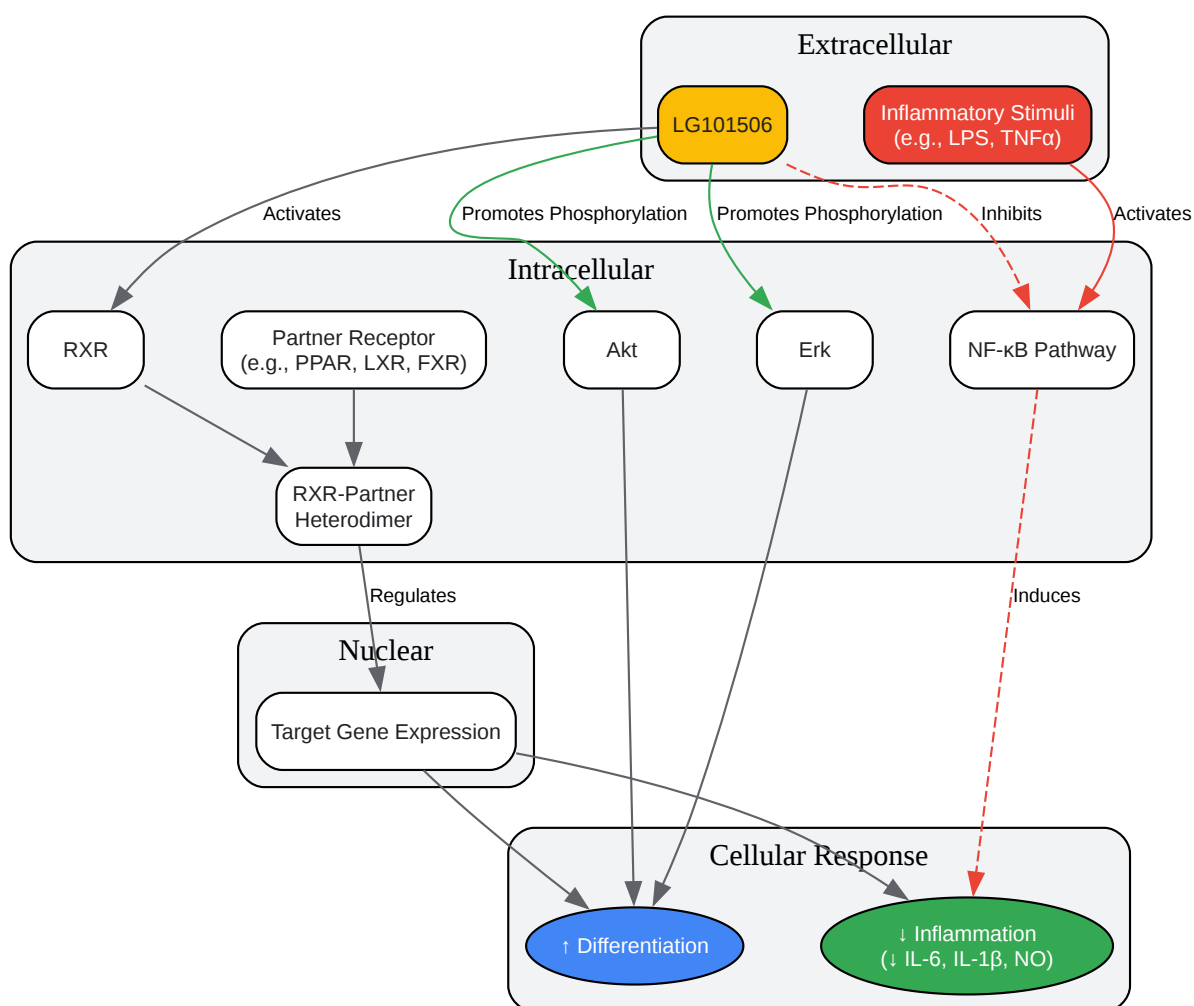 Extracellular
LG101506
Inflammatory Stimuli
(e.g., LPS, TNFα)
Activates
Promotes Phosphorylation
Promotes Phosphorylation
Inhibits
Activates
Intracellular
RXR
Partner Receptor
(e.g., PPAR, LXR, FXR)
Akt
Erk
NF-κB Pathway
RXR-Partner
Heterodimer
Regulates
Induces
Nuclear
Target Gene Expression
Cellular Response
↑ Differentiation
↓ Inflammation
(↓ IL-6, IL-1β, NO)